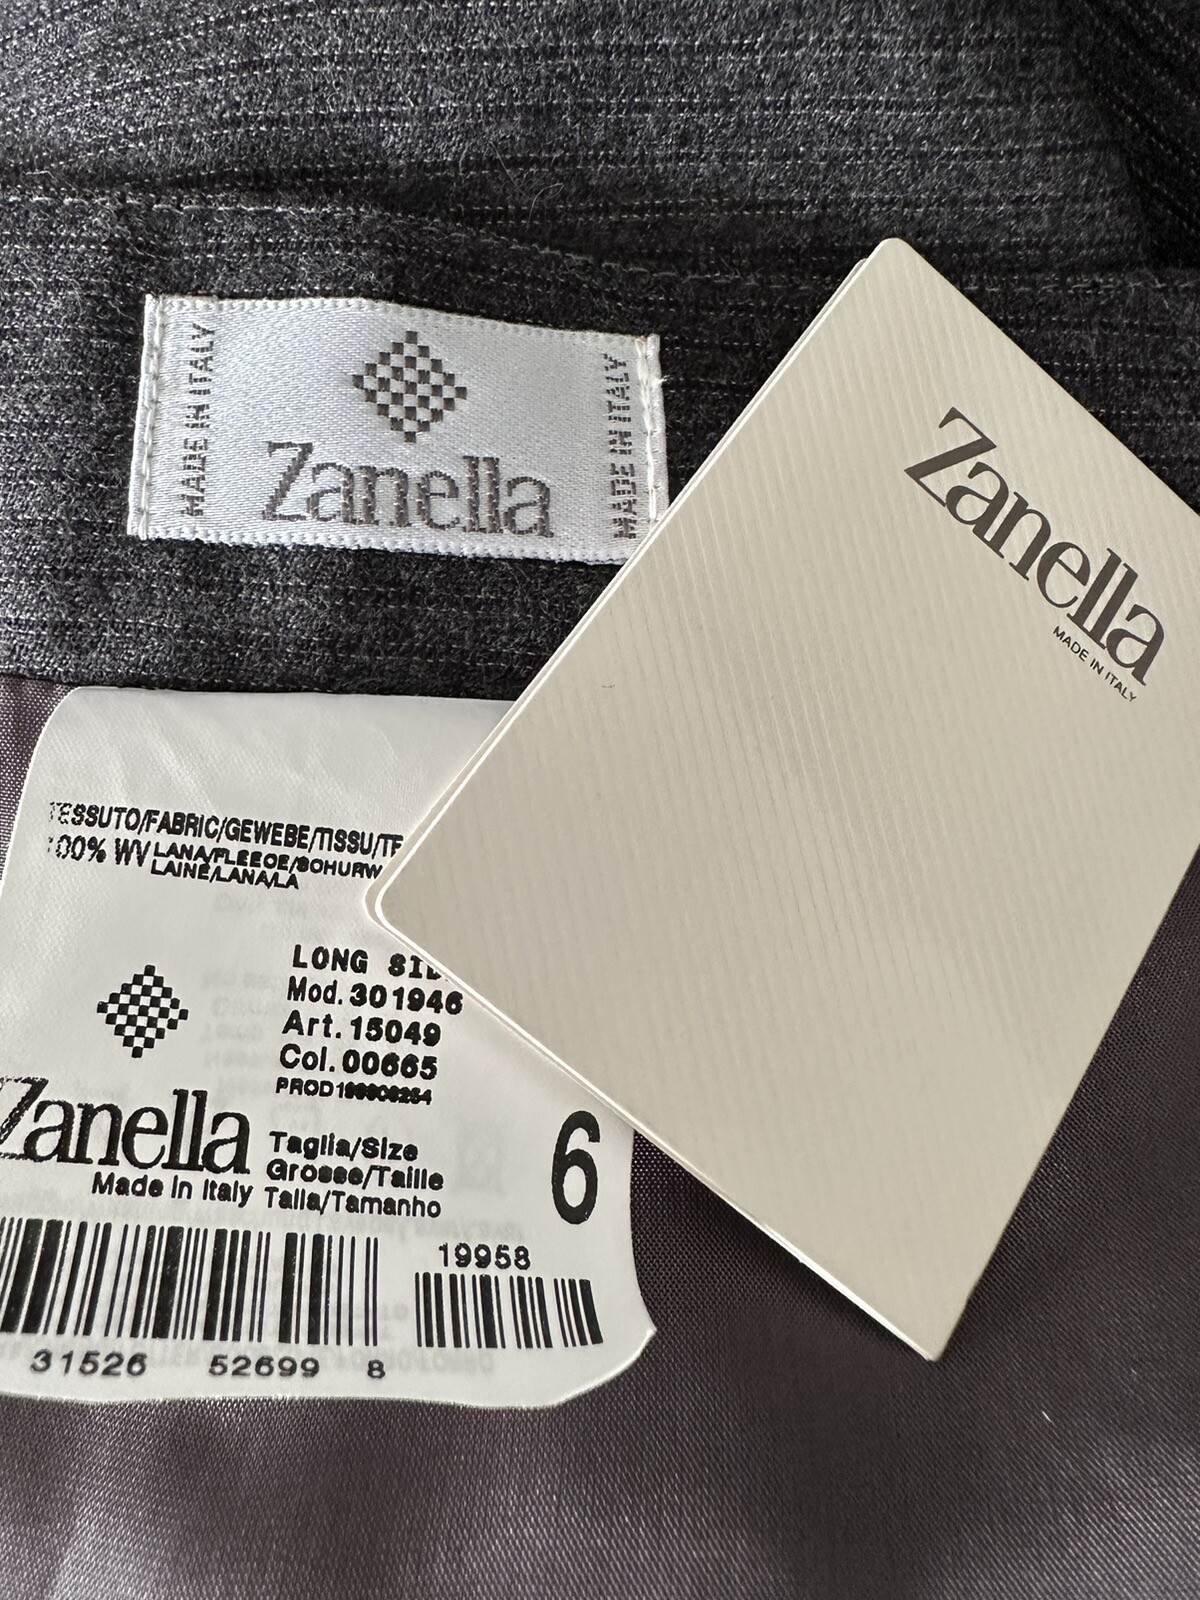 MADE IN ITALY
Zanella
MADE IN ITALY
Zanella
MADE IN ITALY
TESSUTO/FABRIC/GEWEBE/TISSU/TE
100% WV LANA/FLEECE/SCHURW
LAINE/LANA/LA
LONG SID
Mod. 301946
Art. 15049
Col. 00665
Zanella
Made in Italy
Taglia/Size
Grosse/Taille
Talla/Tamanho
6
19958
31526 52699 8